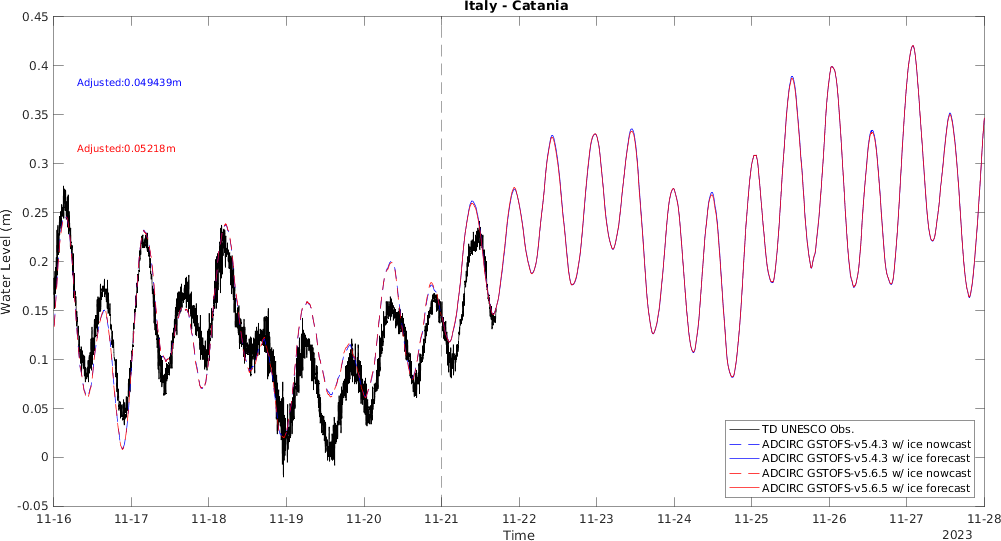 Italy - Catania
0.45
0.4
0.35
0.3
0.25
0.2
0.15
0.1
0.05
0
-0.05
Water Level (m)
Adjusted:0.049439m
Adjusted:0.05218m
TD UNESCO Obs.
ADCIRC GSTOFS-v5.4.3 w/ ice nowcast
ADCIRC GSTOFS-v5.4.3 w/ ice forecast
ADCIRC GSTOFS-v5.6.5 w/ ice nowcast
ADCIRC GSTOFS-v5.6.5 w/ ice forecast
11-16 11-17 11-18 11-19 11-20 11-21 11-22 11-23 11-24 11-25 11-26 11-27 11-28
Time
2023